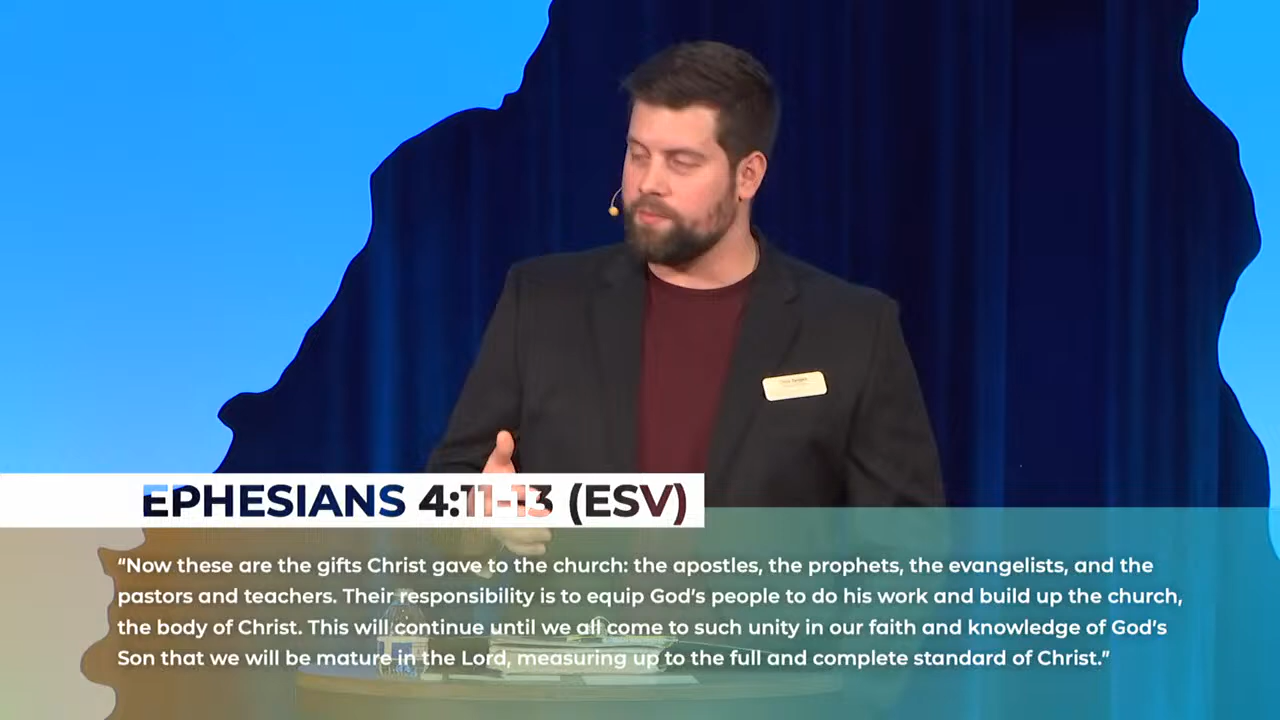 EPHESIANS 4:11-13 (ESV)
“Now these are the gifts Christ gave to the church: the apostles, the prophets, the evangelists, and the
pastors and teachers. Their responsibility is to equip God’s people to do his work and build up the church,
the body of Christ. This will continue until we all come to such unity in our faith and knowledge of God’s
Son that we will be mature in the Lord, measuring up to the full and complete standard of Christ.”